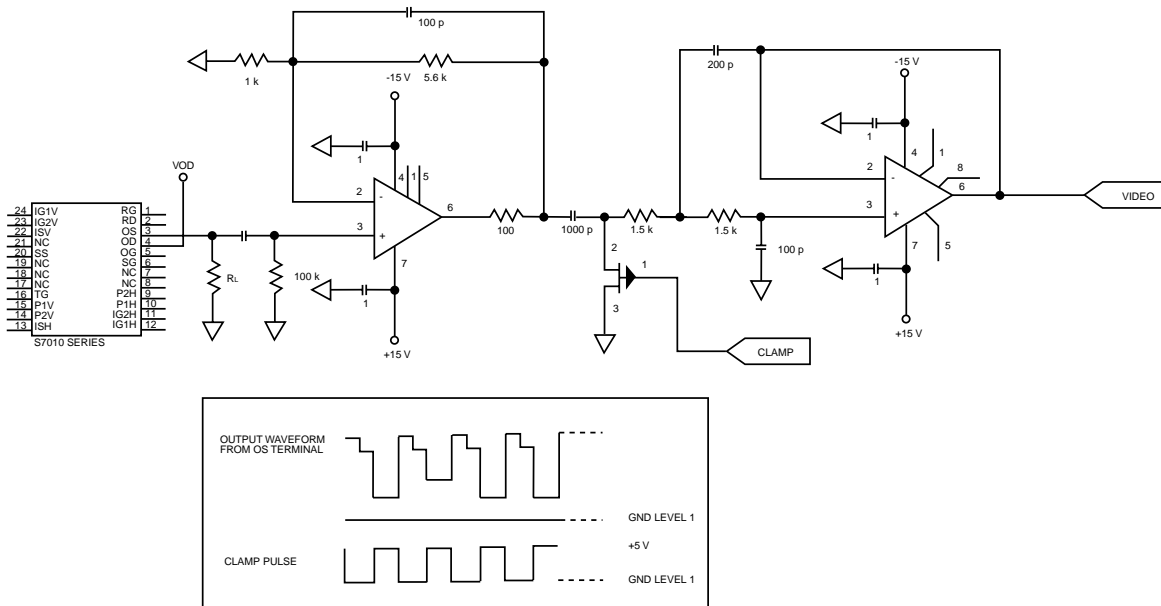 100 p
1 k
5.6 k
-15 V
1
4 1 5
2
-
3
+
6
7
1
+15 V
100
1000 p
200 p
1.5 k
1.5 k
100 p
2
1
3
CLAMP
-15 V
1
4
1
8
2
-
3
+
6
5
7
1
+15 V
VIDEO
VOD
RL
100 k
24 IG1V RG 1
23 IG2V RD 2
22 ISV OS 3
21 NC OD 4
20 SS OG 5
19 NC SG 6
18 NC NC 7
17 NC NC 8
16 TG P2H 9
15 P1V P1H 10
14 P2V IG2H 11
13 ISH IG1H 12
S7010 SERIES
OUTPUT WAVEFORM
FROM OS TERMINAL
GND LEVEL 1
+5 V
CLAMP PULSE
GND LEVEL 1